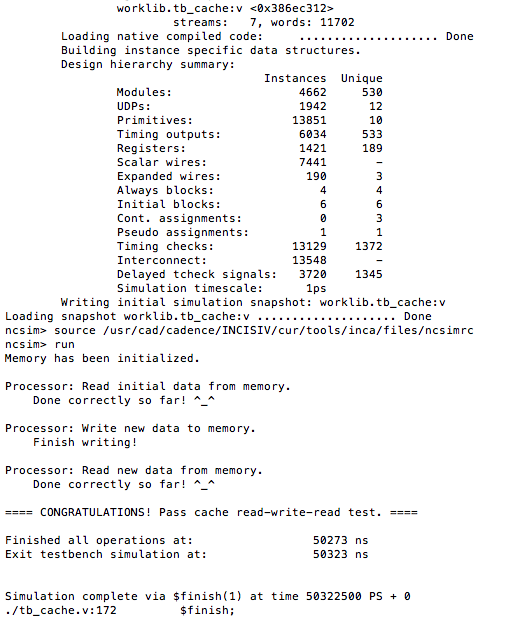 worklib.tb_cache:v <0x386ec312>
streams:   7, words: 11702
Loading native compiled code:     .................... Done
Building instance specific data structures.
Design hierarchy summary:
Instances  Unique
Modules:                  4662     530
UDPs:                     1942      12
Primitives:              13851      10
Timing outputs:           6034     533
Registers:                1421     189
Scalar wires:             7441       -
Expanded wires:            190       3
Always blocks:               4       4
Initial blocks:              6       6
Cont. assignments:           0       3
Pseudo assignments:          1       1
Timing checks:           13129    1372
Interconnect:            13548       -
Delayed tcheck signals:   3720    1345
Simulation timescale:      1ps
Writing initial simulation snapshot: worklib.tb_cache:v
Loading snapshot worklib.tb_cache:v .................... Done
ncsim> source /usr/cad/cadence/INCISIV/cur/tools/inca/files/ncsimrc
ncsim> run
Memory has been initialized.
Processor: Read initial data from memory.
Done correctly so far! ^_^
Processor: Write new data to memory.
Finish writing!
Processor: Read new data from memory.
Done correctly so far! ^_^
==== CONGRATULATIONS! Pass cache read-write-read test. ====
Finished all operations at:               50273 ns
Exit testbench simulation at:               50323 ns
Simulation complete via $finish(1) at time 50322500 PS + 0
./tb_cache.v:172         $finish;